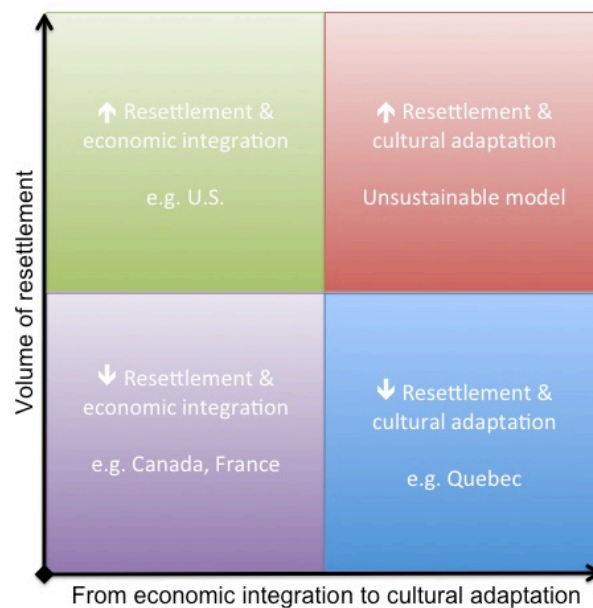 Volume of resettlement
↑ Resettlement &
economic integration
e.g. U.S.
↑ Resettlement &
cultural adaptation
Unsustainable model
↓ Resettlement &
economic integration
e.g. Canada, France
↓ Resettlement &
cultural adaptation
e.g. Quebec
From economic integration to cultural adaptation